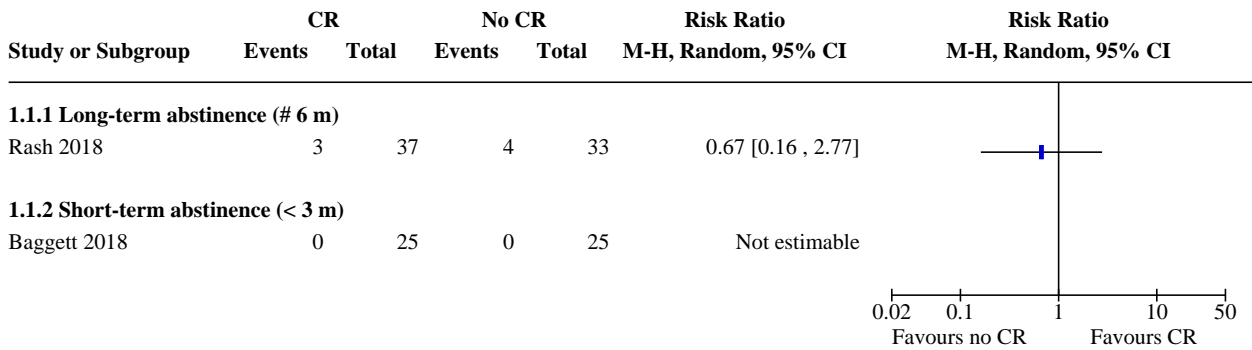 CR No CR Risk Ratio Risk Ratio
Study or Subgroup Events Total Events Total M-H, Random, 95% CI M-H, Random, 95% CI
1.1.1 Long-term abstinence (# 6 m)
Rash 2018 3 37 4 33 0.67 [0.16 , 2.77]
1.1.2 Short-term abstinence (< 3 m)
Baggett 2018 0 25 0 25 Not estimable
0.02 0.1 1 10 50
Favours no CR Favours CR